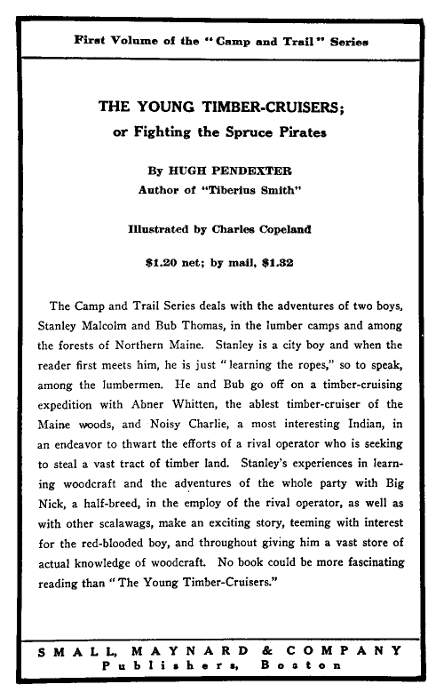 First Volume of the "Camp and Trail" Series
THE YOUNG TIMBER-CRUISERS;
or Fighting the Spruce Pirates
By HUGH PENDEXTER
Author of "Tiberius Smith"
Illustrated by Charles Copeland
$1.20 net; by mail, $1.32
The Camp and Trail Series deals with the adventures of two boys,
Stanley Malcolm and Bub Thomas, in the lumber camps and among
the forests of Northern Maine. Stanley is a city boy and when the
reader first meets him, he is just "learning the ropes," so to speak,
among the lumbermen. He and Bub go off on a timber-cruising
expedition with Abner Whitten, the ablest timber-cruiser of the
Maine woods, and Noisy Charlie, a most interesting Indian, in
an endeavor to thwart the efforts of a rival operator who is seeking
to steal a vast tract of timber land. Stanley's experiences in learn-
ing woodcraft and the adventures of the whole party with Big
Nick, a half-breed, in the employ of the rival operator, as well as
with other scalawags, make an exciting story, teeming with interest
for the red-blooded boy, and throughout giving him a vast store of
actual knowledge of woodcraft. No book could be more fascinating
reading than "The Young Timber-Cruisers."
SMALL, MAYNARD & COMPANY
Publishers, Boston